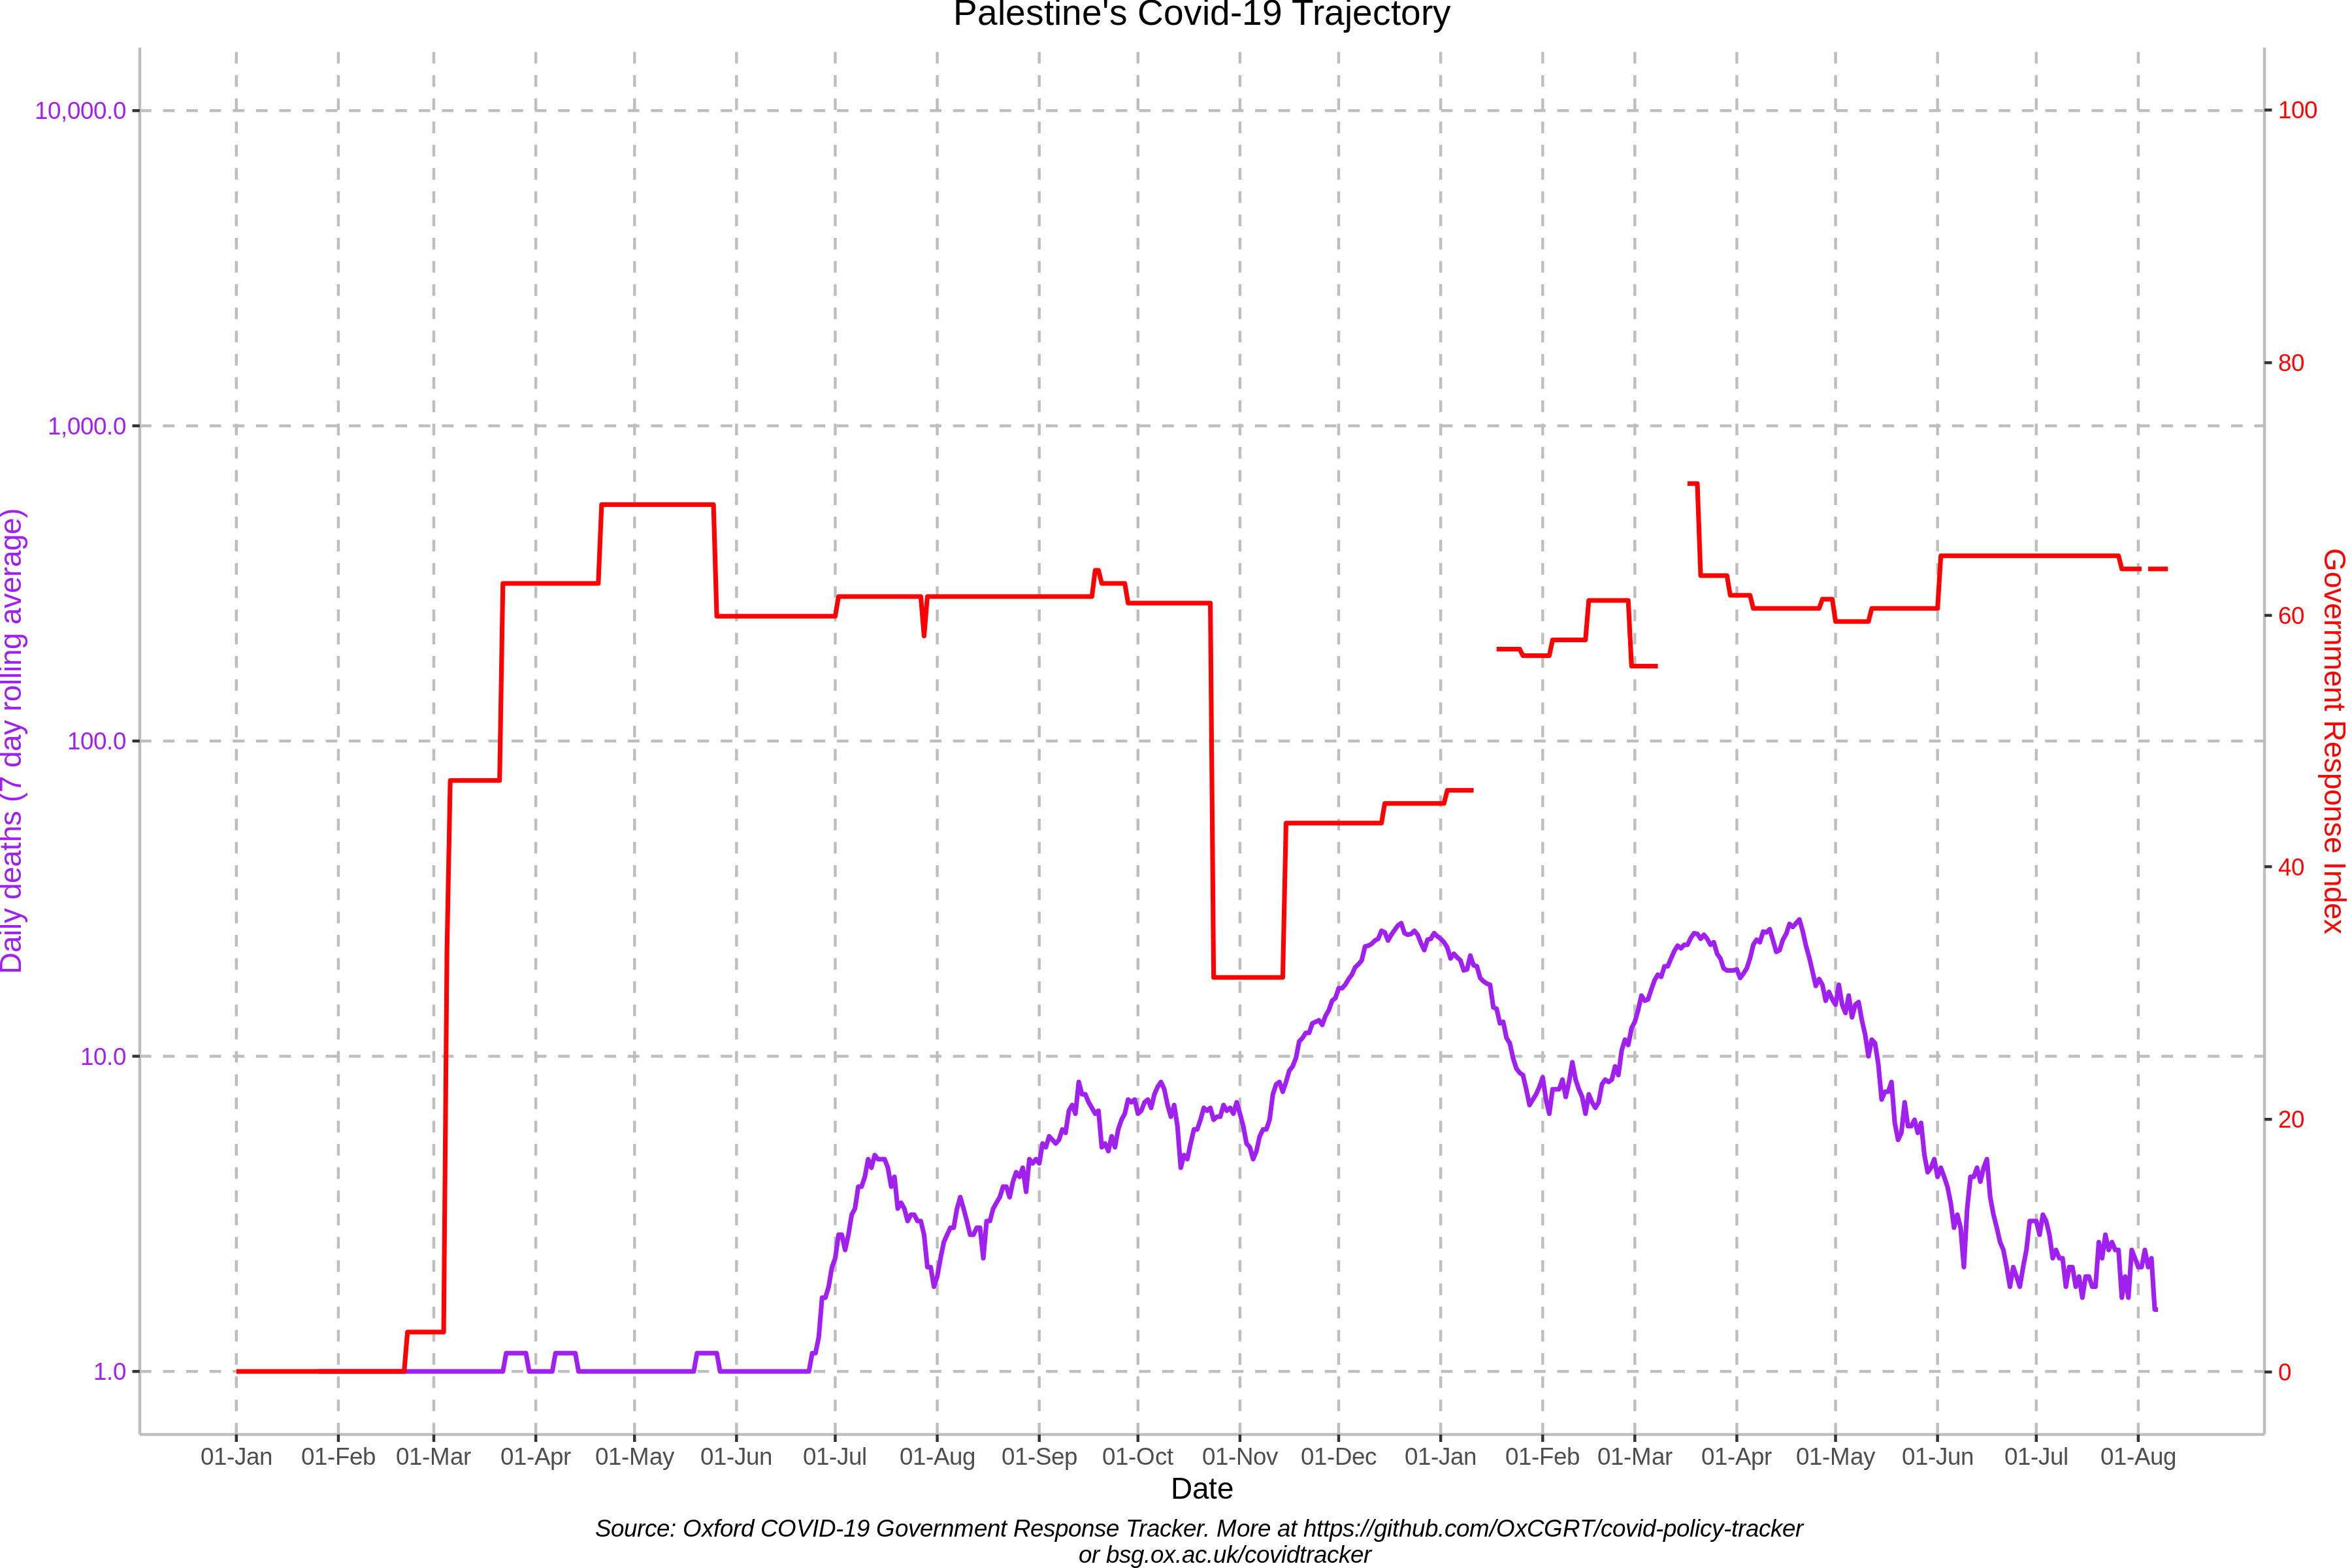 Palestine's Covid-19 Trajectory
10,000.0
1,000.0
100.0
10.0
1.0
Daily deaths (7 day rolling average)
100
80
60
40
20
0
Government Response Index
01-Jan 01-Feb 01-Mar 01-Apr 01-May 01-Jun 01-Jul 01-Aug 01-Sep 01-Oct 01-Nov 01-Dec 01-Jan 01-Feb 01-Mar 01-Apr 01-May 01-Jun 01-Jul 01-Aug
Date
Source: Oxford COVID-19 Government Response Tracker. More at https://github.com/OxCGRT/covid-policy-tracker
or bsg.ox.ac.uk/covidtracker